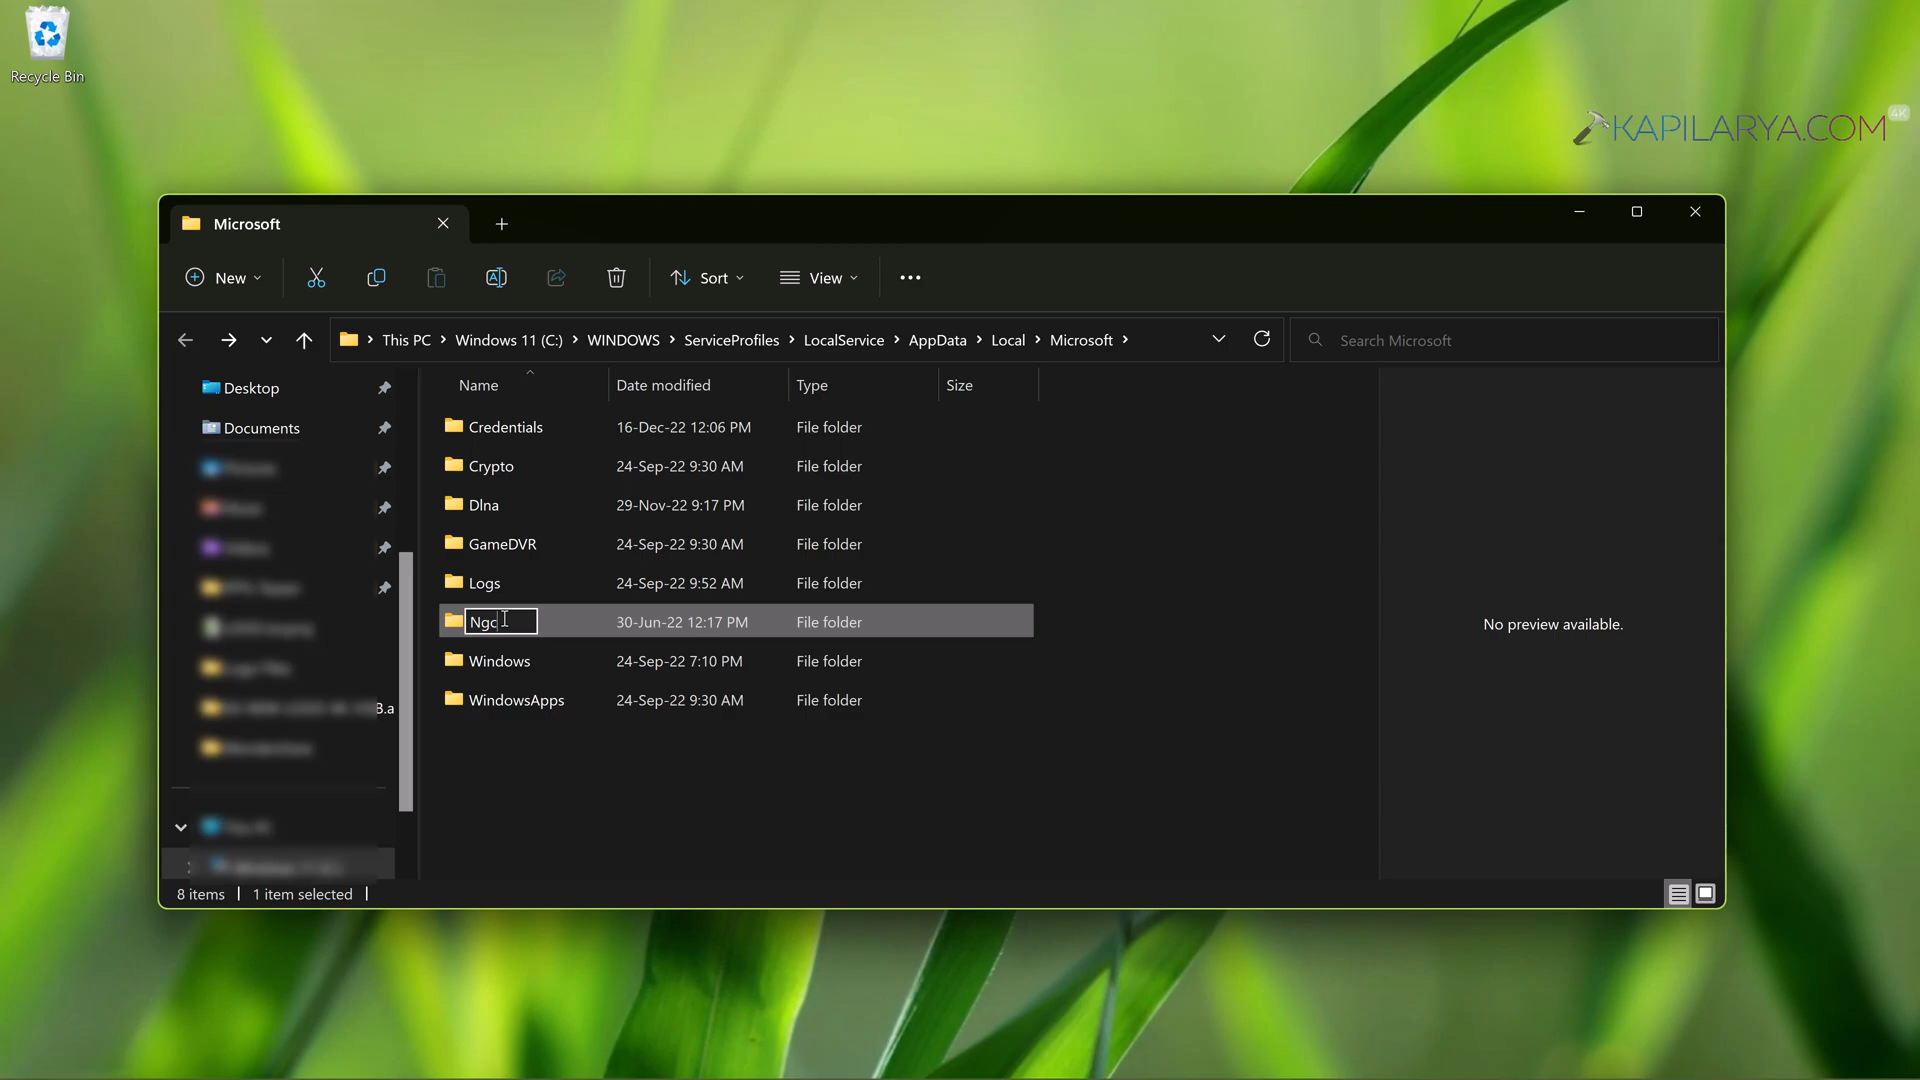 Recycle Bin
4K
KAPILARYA.COM
Microsoft
New
Sort
View
This PC > Windows 11 (C:) > WINDOWS > ServiceProfiles > LocalService > AppData > Local > Microsoft >
Search Microsoft
Desktop
Documents
B.a
Name Date modified Type Size
Credentials 16-Dec-22 12:06 PM File folder
Crypto 24-Sep-22 9:30 AM File folder
Dlna 29-Nov-22 9:17 PM File folder
GameDVR 24-Sep-22 9:30 AM File folder
Logs 24-Sep-22 9:52 AM File folder
Ngc 30-Jun-22 12:17 PM File folder
Windows 24-Sep-22 7:10 PM File folder
WindowsApps 24-Sep-22 9:30 AM File folder
No preview available.
8 items 1 item selected